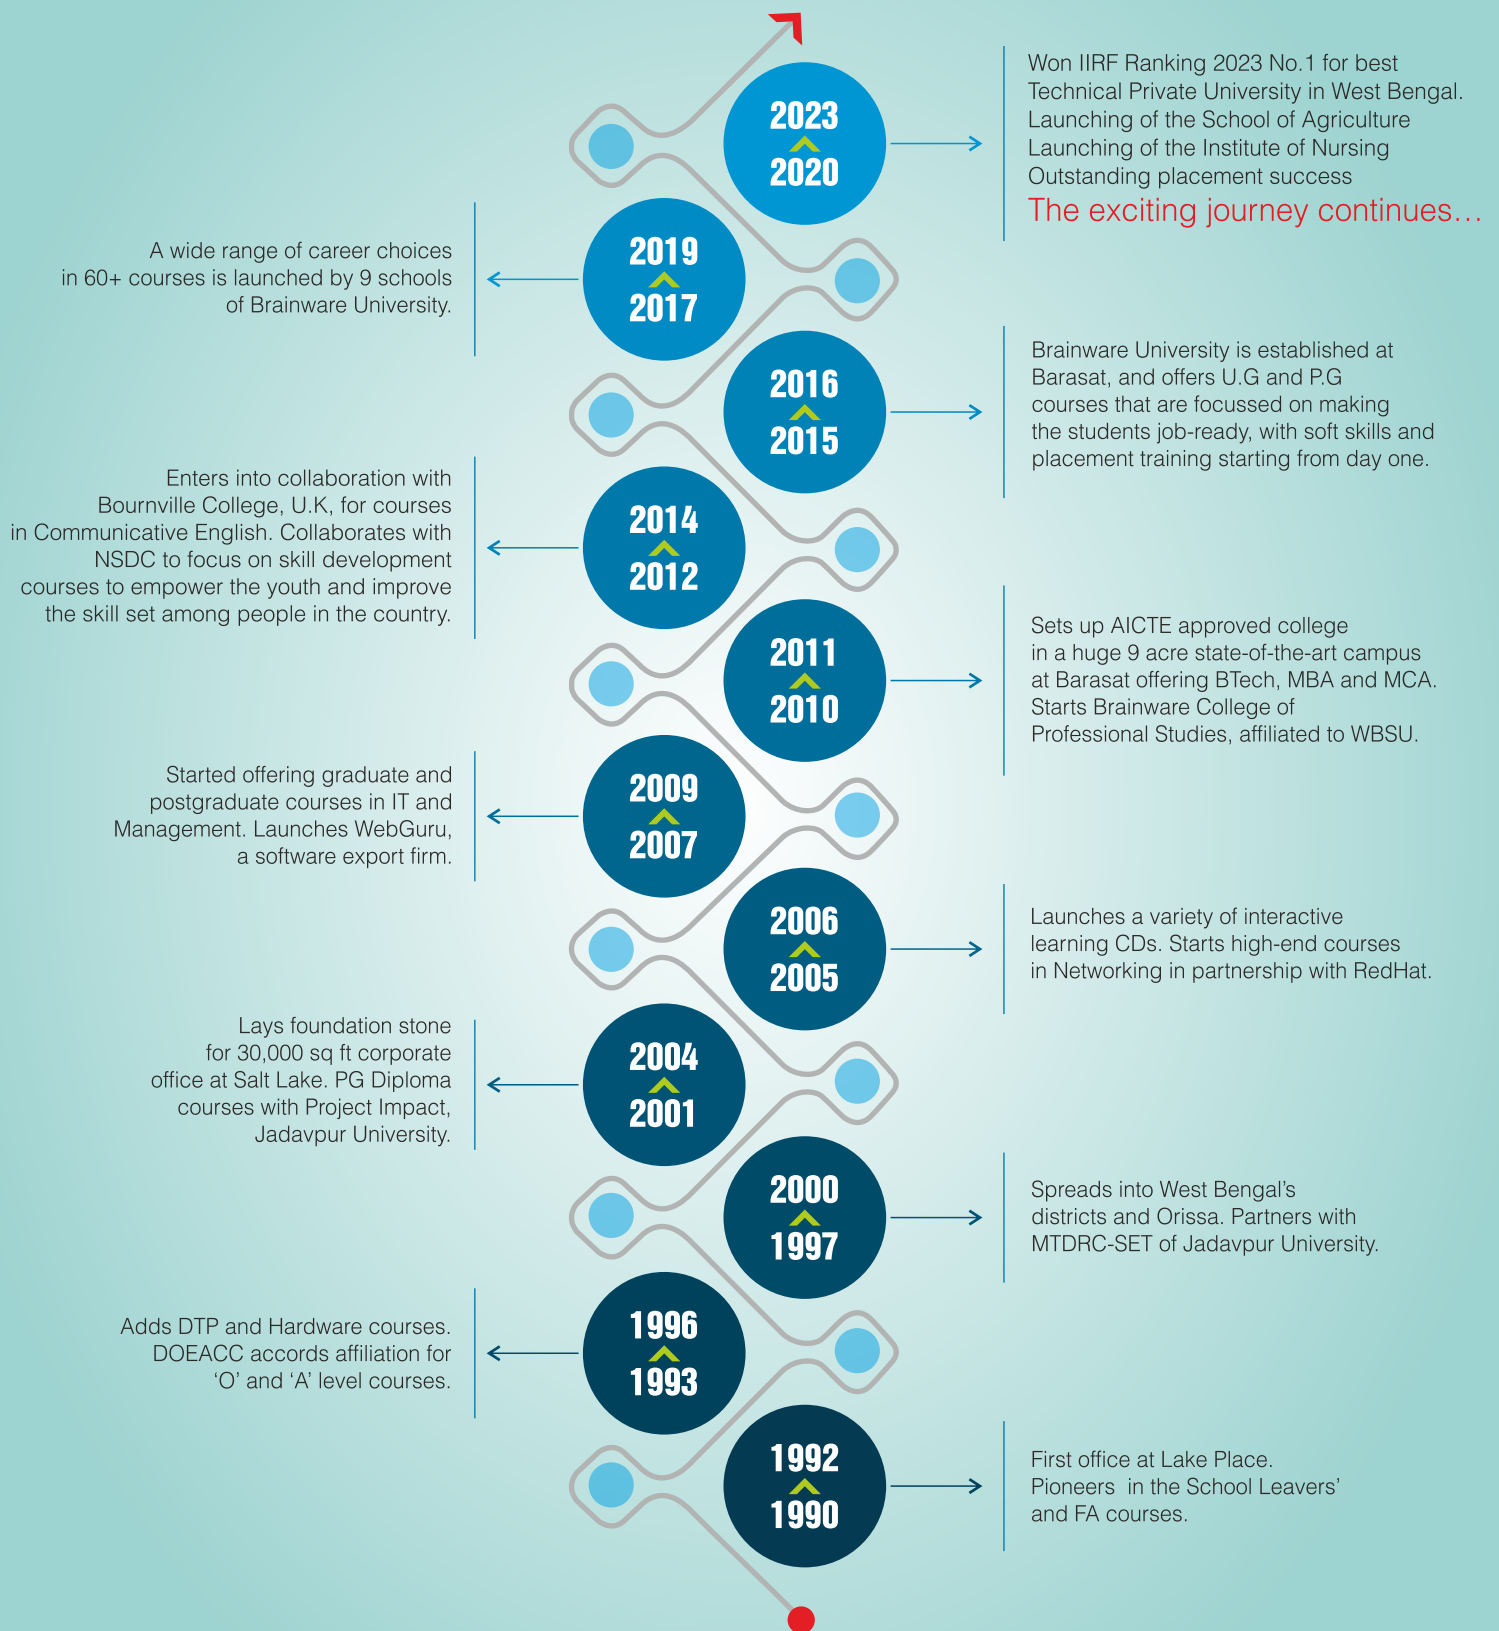 2023
2020
Won IIRF Ranking 2023 No.1 for best
Technical Private University in West Bengal.
Launching of the School of Agriculture
Launching of the Institute of Nursing
Outstanding placement success
The exciting journey continues...
2019
2017
A wide range of career choices
in 60+ courses is launched by 9 schools
of Brainware University.
2016
2015
Brainware University is established at
Barasat, and offers U.G and P.G
courses that are focussed on making
the students job-ready, with soft skills and
placement training starting from day one.
2014
2012
Enters into collaboration with
Bournville College, U.K, for courses
in Communicative English. Collaborates with
NSDC to focus on skill development
courses to empower the youth and improve
the skill set among people in the country.
2011
2010
Sets up AICTE approved college
in a huge 9 acre state-of-the-art campus
at Barasat offering BTech, MBA and MCA.
Starts Brainware College of
Professional Studies, affiliated to WBSU.
2009
2007
Started offering graduate and
postgraduate courses in IT and
Management. Launches WebGuru,
a software export firm.
2006
2005
Launches a variety of interactive
learning CDs. Starts high-end courses
in Networking in partnership with RedHat.
2004
2001
Lays foundation stone
for 30,000 sq ft corporate
office at Salt Lake. PG Diploma
courses with Project Impact,
Jadavpur University.
2000
1997
Spreads into West Bengal’s
districts and Orissa. Partners with
MTDRC-SET of Jadavpur University.
1996
1993
Adds DTP and Hardware courses.
DOEACC accords affiliation for
‘O’ and ‘A’ level courses.
1992
1990
First office at Lake Place.
Pioneers in the School Leavers’
and FA courses.